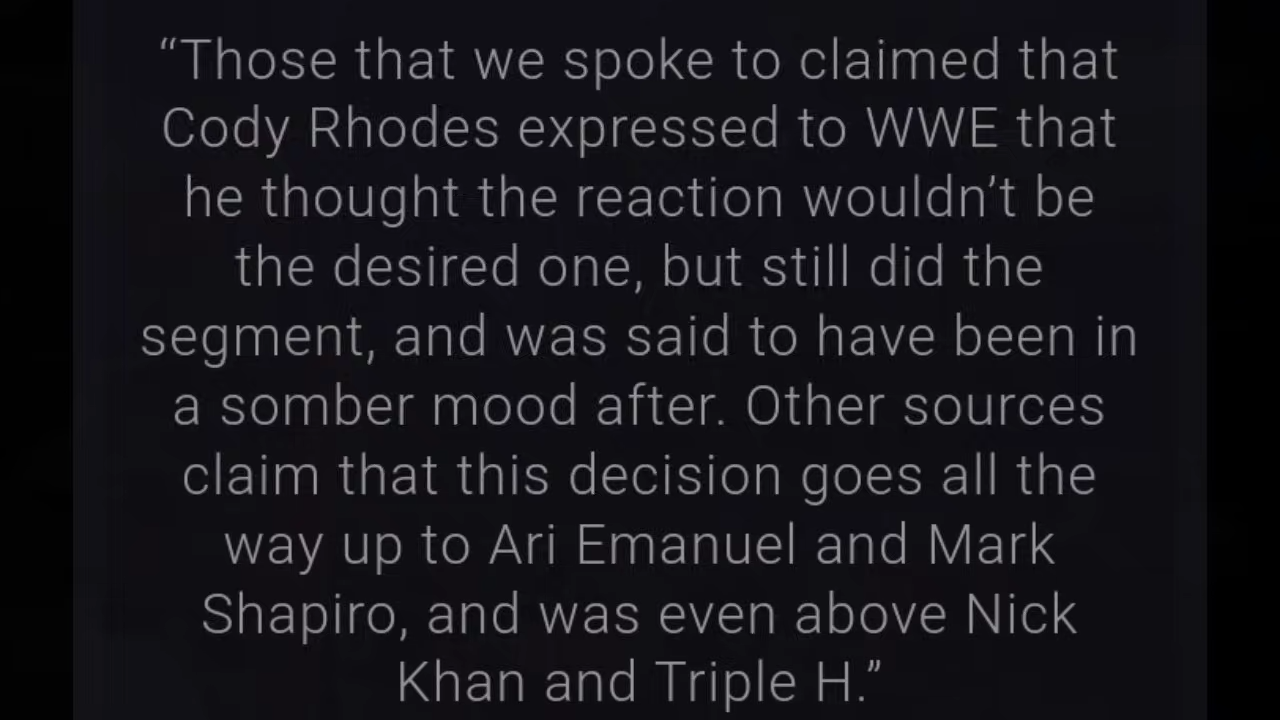 “Those that we spoke to claimed that
Cody Rhodes expressed to WWE that
he thought the reaction wouldn’t be
the desired one, but still did the
segment, and was said to have been in
a somber mood after. Other sources
claim that this decision goes all the
way up to Ari Emanuel and Mark
Shapiro, and was even above Nick
Khan and Triple H.”